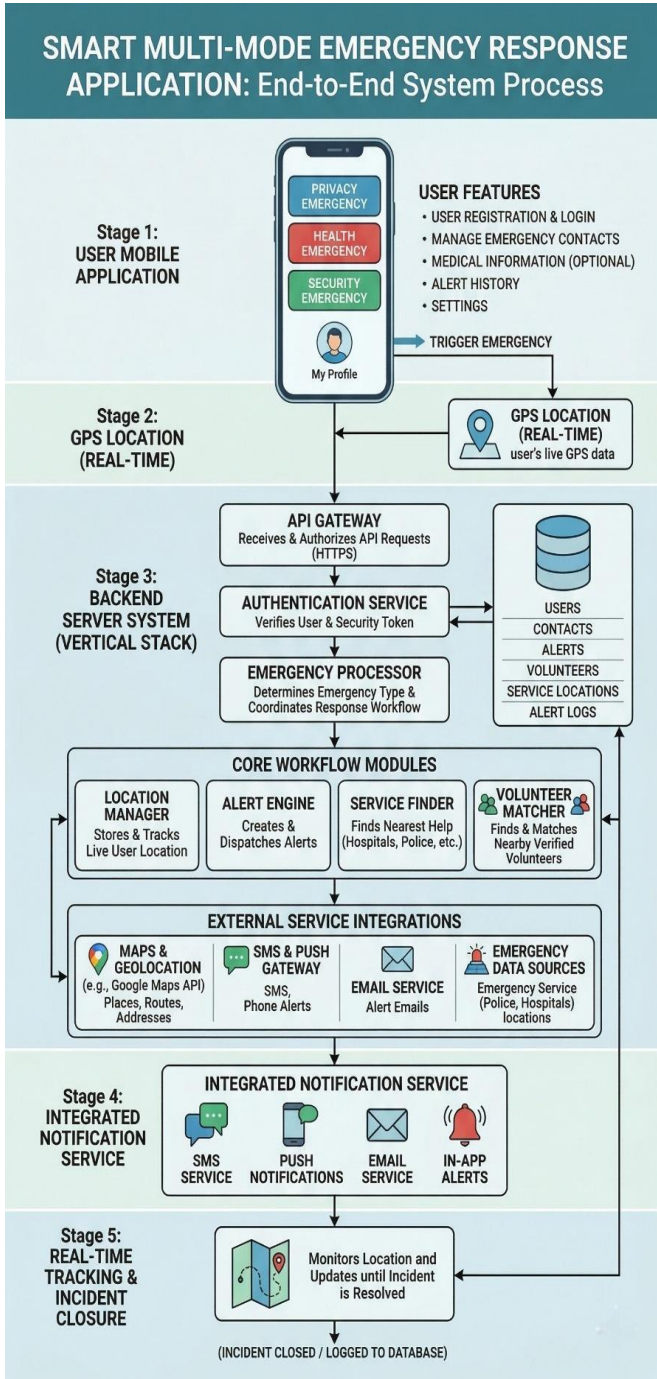 SMART MULTI-MODE EMERGENCY RESPONSE
APPLICATION: End-to-End System Process
Stage 1:
USER MOBILE
APPLICATION
PRIVACY
EMERGENCY
HEALTH
EMERGENCY
SECURITY
EMERGENCY
My Profile
USER FEATURES
• USER REGISTRATION & LOGIN
• MANAGE EMERGENCY CONTACTS
• MEDICAL INFORMATION (OPTIONAL)
• ALERT HISTORY
• SETTINGS
TRIGGER EMERGENCY
Stage 2:
GPS LOCATION
(REAL-TIME)
GPS LOCATION
(REAL-TIME)
user's live GPS data
Stage 3:
BACKEND
SERVER SYSTEM
(VERTICAL STACK)
API GATEWAY
Receives & Authorizes API Requests
(HTTPS)
AUTHENTICATION SERVICE
Verifies User & Security Token
EMERGENCY PROCESSOR
Determines Emergency Type &
Coordinates Response Workflow
USERS
CONTACTS
ALERTS
VOLUNTEERS
SERVICE LOCATIONS
ALERT LOGS
CORE WORKFLOW MODULES
LOCATION
MANAGER
Stores & Tracks
Live User Location
ALERT ENGINE
Creates &
Dispatches Alerts
SERVICE FINDER
Finds Nearest Help
(Hospitals, Police, etc.)
VOLUNTEER
MATCHER
Finds & Matches
Nearby Verified
Volunteers
EXTERNAL SERVICE INTEGRATIONS
MAPS &
GEOLOCATION
(e.g., Google Maps API)
Places, Routes,
Addresses
SMS & PUSH
GATEWAY
SMS,
Phone Alerts
EMAIL SERVICE
Alert Emails
EMERGENCY
DATA SOURCES
Emergency Service
(Police, Hospitals)
locations
Stage 4:
INTEGRATED
NOTIFICATION
SERVICE
INTEGRATED NOTIFICATION SERVICE
SMS
SERVICE
PUSH
NOTIFICATIONS
EMAIL
SERVICE
IN-APP
ALERTS
Stage 5:
REAL-TIME
TRACKING &
INCIDENT
CLOSURE
Monitors Location and
Updates until Incident
is Resolved
(INCIDENT CLOSED / LOGGED TO DATABASE)